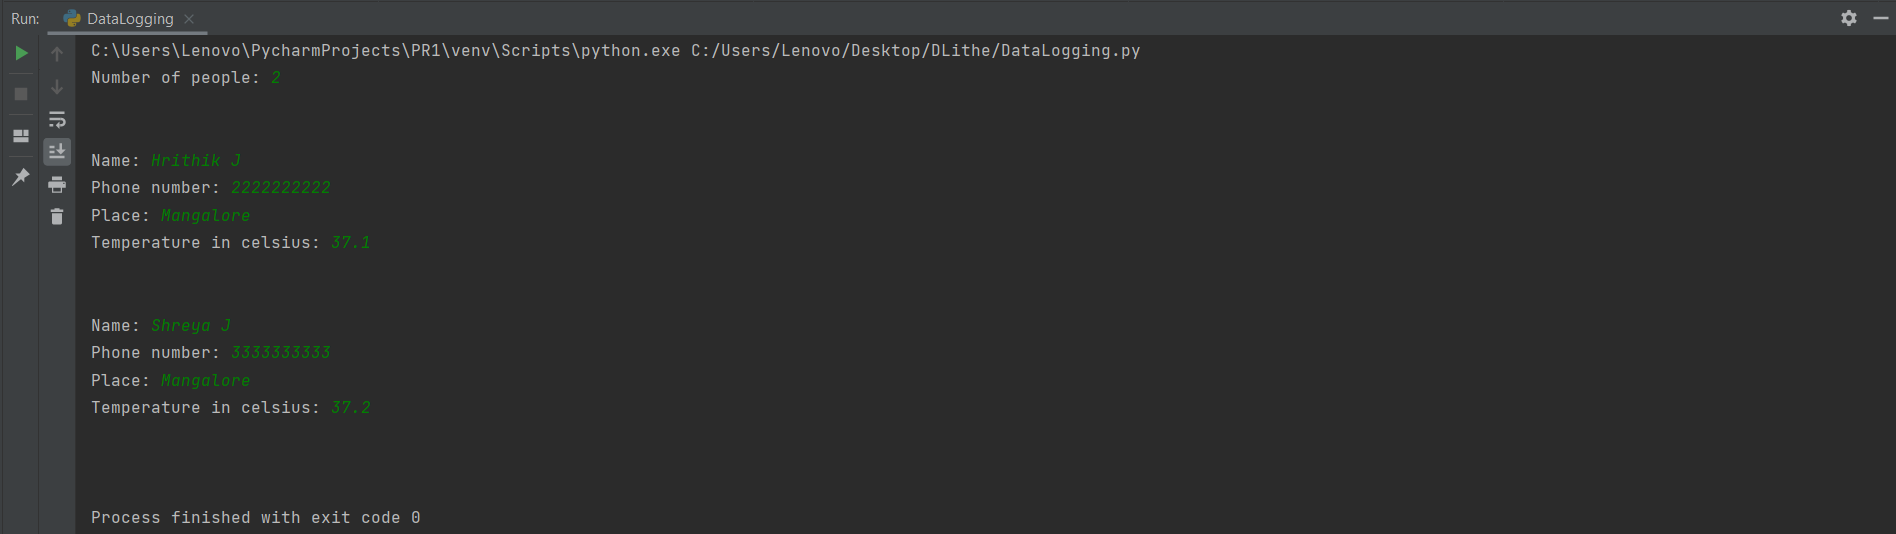 Run: DataLogging
C:\Users\Lenovo\PycharmProjects\PR1\venv\Scripts\python.exe C:/Users/Lenovo/Desktop/DLithe/DataLogging.py
Number of people: 2
Name: Hrithik J
Phone number: 2222222222
Place: Mangalore
Temperature in celsius: 37.1
Name: Shreya J
Phone number: 3333333333
Place: Mangalore
Temperature in celsius: 37.2
Process finished with exit code 0